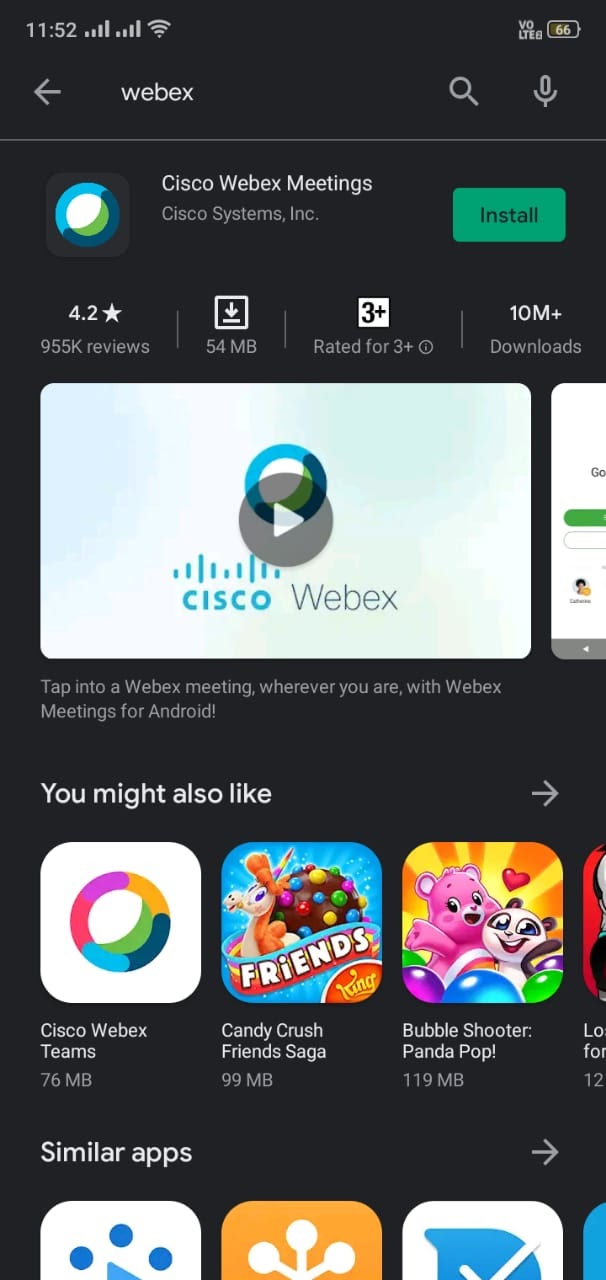 11:52
VO
LTE
66
webex
Cisco Webex Meetings
Cisco Systems, Inc.
Install
4.2
3+
10M+
955K reviews
54 MB
Rated for 3+
Downloads
Go
CISCO Webex
Tap into a Webex meeting, wherever you are, with Webex
Meetings for Android!
You might also like
FRIENDS
King
Cisco Webex
Teams
76 MB
Candy Crush
Friends Saga
99 MB
Bubble Shooter:
Panda Pop!
119 MB
Lo
for
12
Similar apps